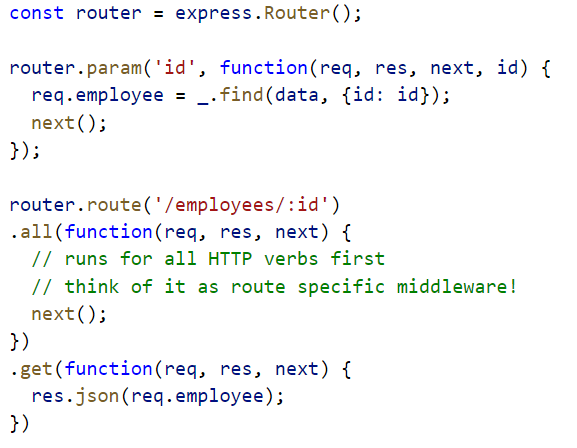 const router = express.Router();

router.param('id', function(req, res, next, id) {
  req.employee = _.find(data, {id: id});
  next();
});

router.route('/employees/:id')
.all(function(req, res, next) {
  // runs for all HTTP verbs first
  // think of it as route specific middleware!
  next();
})
.get(function(req, res, next) {
  res.json(req.employee);
})